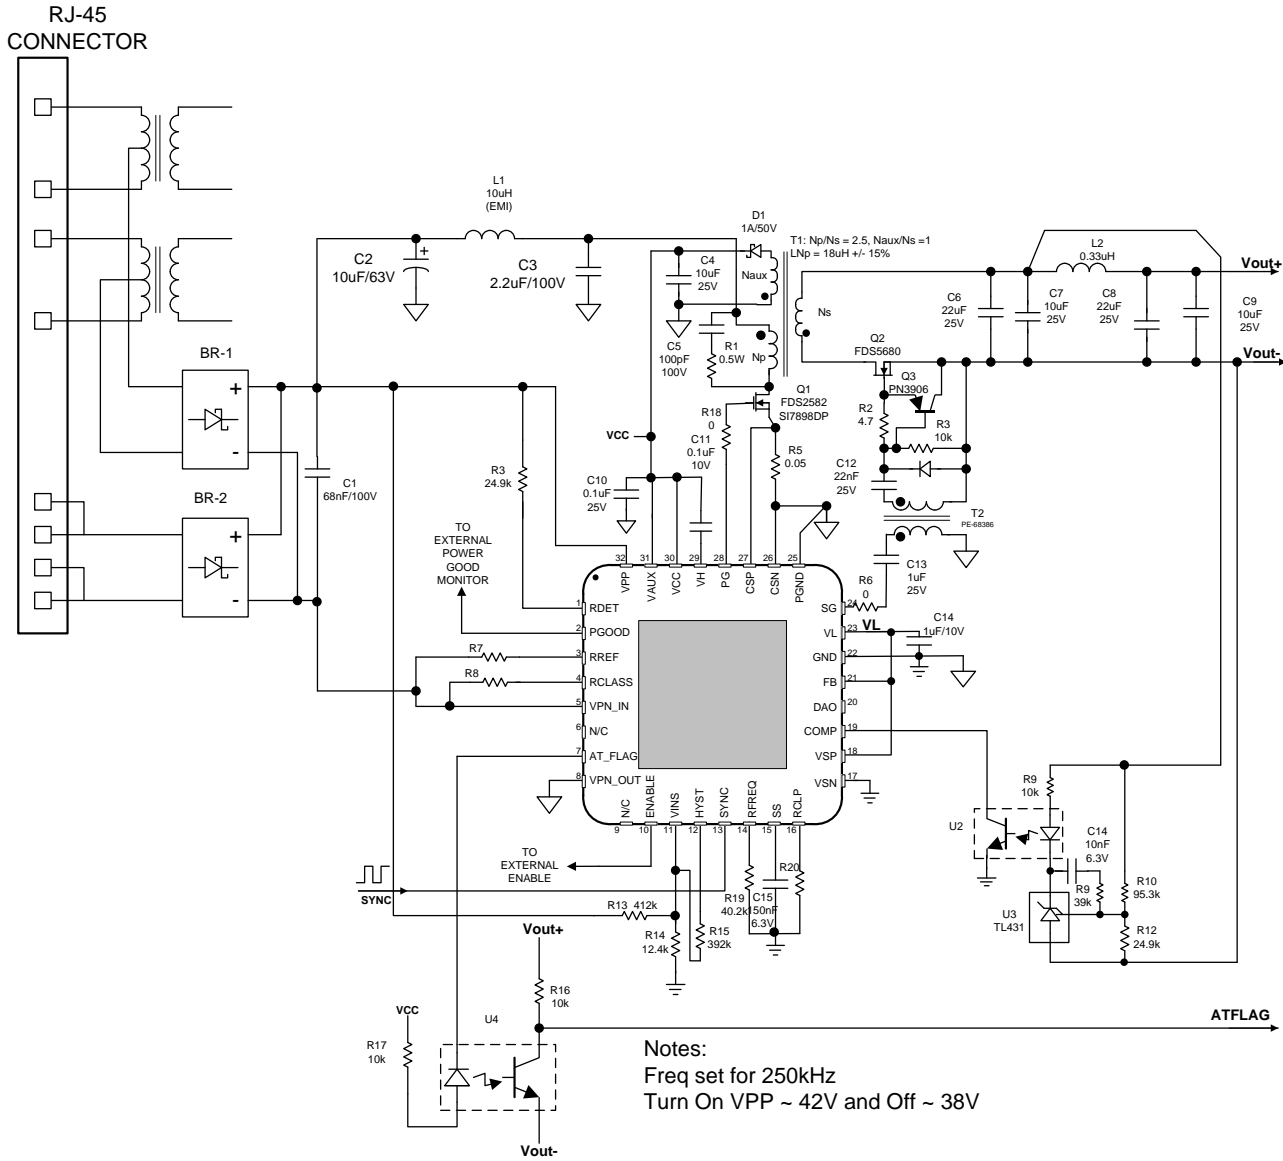 RJ-45
CONNECTOR
L1
10uH
(EMI)
C2
10uF/63V
C3
2.2uF/100V
D1
1A/50V
T1: Np/Ns = 2.5, Naux/Ns =1
LNp = 18uH +/- 15%
C4
10uF
25V
Naux
Ns
Np
C5
100pF
100V
R1
0.5W
L2
0.33uH
Vout+
C6
22uF
25V
C7
10uF
25V
C8
22uF
25V
C9
10uF
25V
Vout-
Q2
FDS5680
Q3
PN3906
Q1
FDS2582
SI7898DP
R2
4.7
R3
10k
BR-1
+
-
BR-2
+
-
C1
68nF/100V
R3
24.9k
VCC
R18
0
C11
0.1uF
10V
R5
0.05
C10
0.1uF
25V
C12
22nF
25V
T2
PE-68386
C13
1uF
25V
R6
0
TO
EXTERNAL
POWER
GOOD
MONITOR
32 31 30 29 28 27 26 25
VPP VAUX VCC VH PG CSP CSN PGND
1 RDET
2 PGOOD
3 RREF
4 RCLASS
5 VPN_IN
6 N/C
7 AT_FLAG
8 VPN_OUT
SG 24
VL 23
GND 22
FB 21
DAO 20
COMP 19
VSP 18
VSN 17
N/C ENABLE VINS HYST SYNC RFREQ SS RCLP
9 10 11 12 13 14 15 16
VL
C14
1uF/10V
R7
R8
TO
EXTERNAL
ENABLE
SYNC
R13 412k
R14
12.4k
R15
392k
R19
40.2k
C15
150nF
6.3V
R20
R9
10k
U2
C14
10nF
6.3V
R9
39k
R10
95.3k
U3
TL431
R12
24.9k
Vout+
R16
10k
VCC
R17
10k
U4
ATFLAG
Vout-
Notes:
Freq set for 250kHz
Turn On VPP ~ 42V and Off ~ 38V